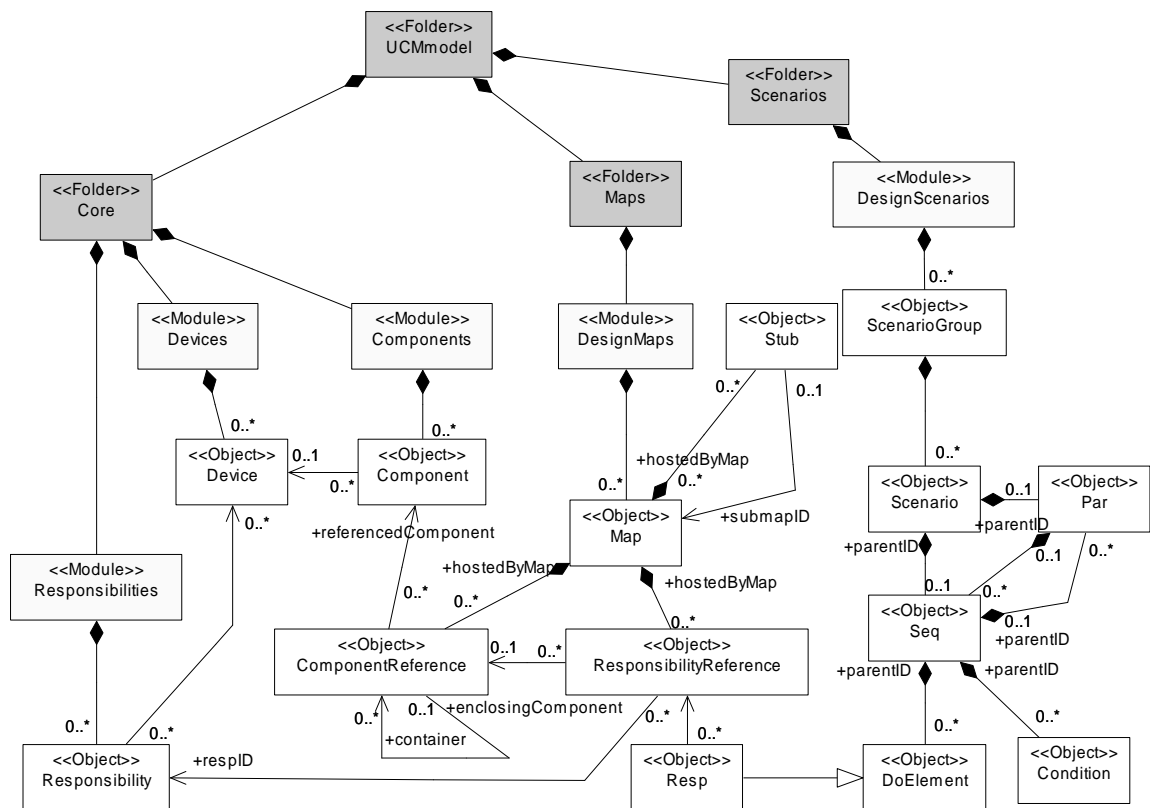 <<Folder>>
UCMmodel
<<Folder>>
Scenarios
<<Folder>>
Core
<<Folder>>
Maps
<<Module>>
DesignScenarios
0..*
<<Module>>
Devices
<<Module>>
Components
<<Module>>
DesignMaps
<<Object>>
Stub
<<Object>>
ScenarioGroup
0..*
0..1
0..*
<<Object>>
Device
0..1
0..*
0..*
<<Object>>
Component
0..*
+hostedByMap
0..*
0..*
0..*
<<Object>>
Scenario
0..1
<<Object>>
Par
+parentID
0..*
+referencedComponent
<<Object>>
Map
+submapID
+parentID
0..1
0..*
<<Module>>
Responsibilities
+hostedByMap
+hostedByMap
0..*
0..*
0..1
0..*
<<Object>>
Seq
0..1
+parentID
0..*
<<Object>>
ComponentReference
0..1
0..*
<<Object>>
ResponsibilityReference
+parentID
+parentID
0..*
0..*
0..*
0..1
+enclosingComponent
+container
0..*
0..*
0..*
0..*
<<Object>>
Responsibility
+respID
<<Object>>
Resp
<<Object>>
DoElement
<<Object>>
Condition